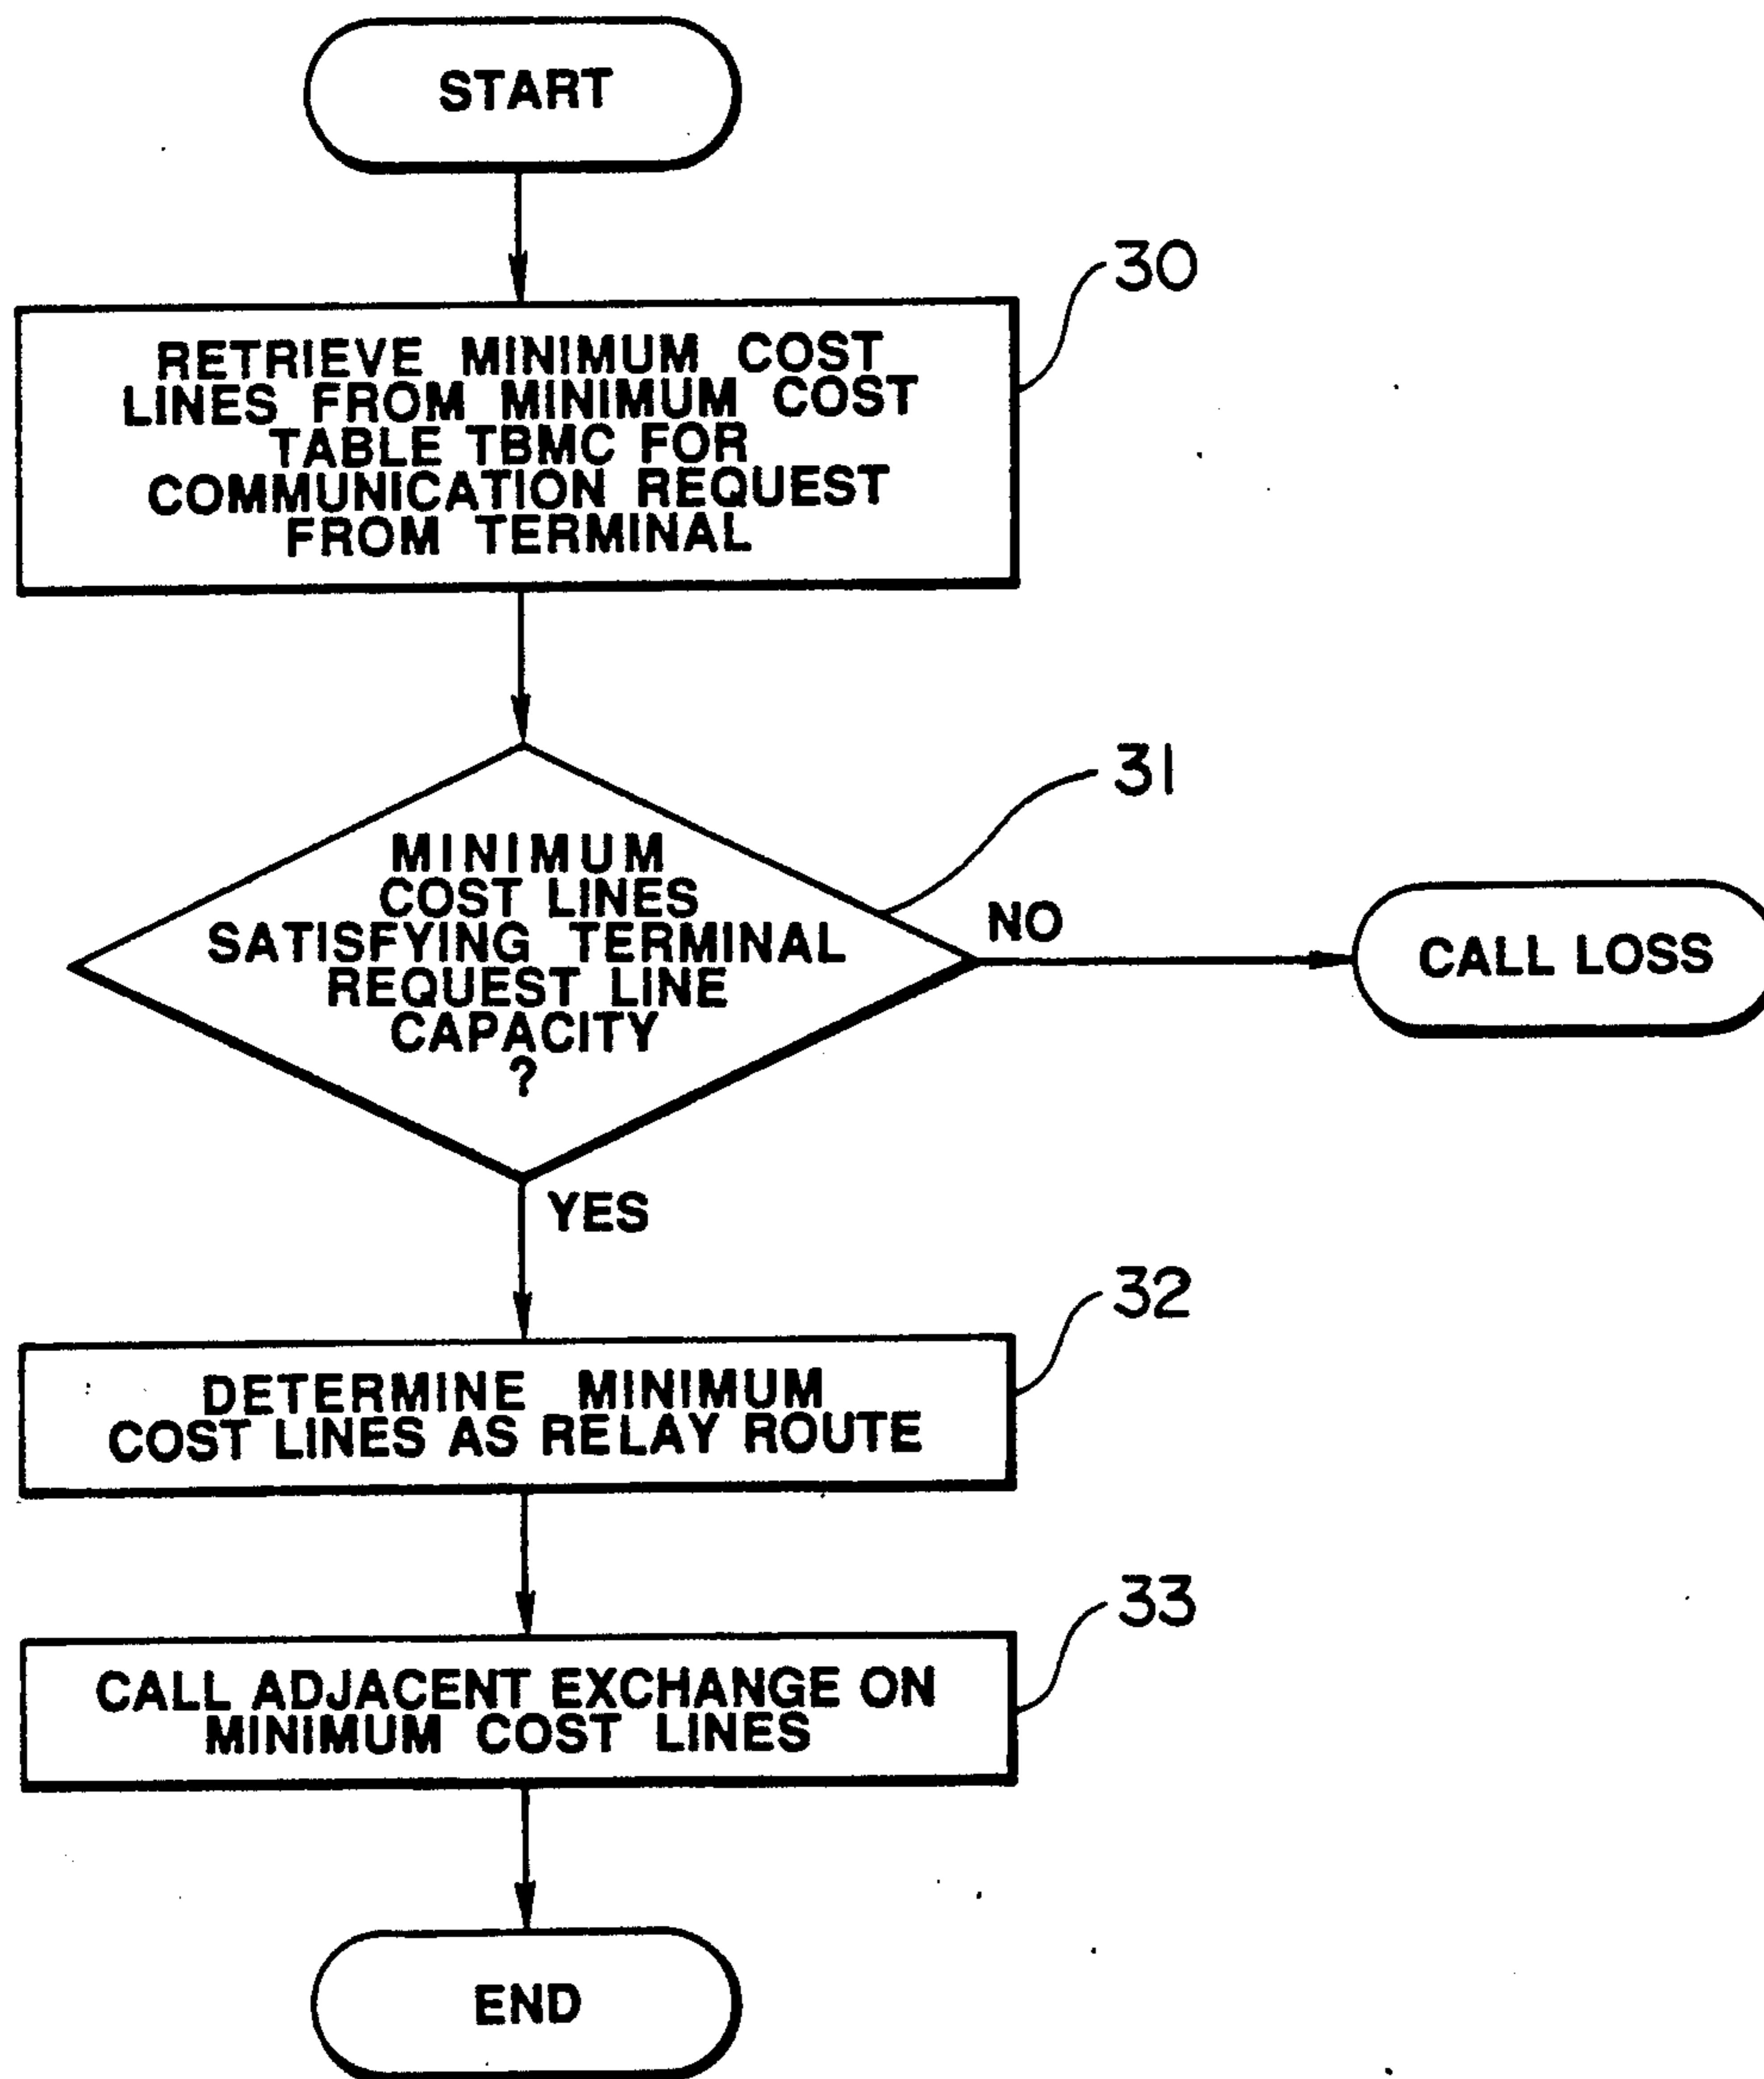 START
30
RETRIEVE MINIMUM COST
LINES FROM MINIMUM COST
TABLE TBMC FOR
COMMUNICATION REQUEST
FROM TERMINAL
31
MINIMUM
COST LINES
SATISFYING TERMINAL
REQUEST LINE
CAPACITY
?
NO
CALL LOSS
YES
32
DETERMINE MINIMUM
COST LINES AS RELAY ROUTE
33
CALL ADJACENT EXCHANGE ON
MINIMUM COST LINES
END